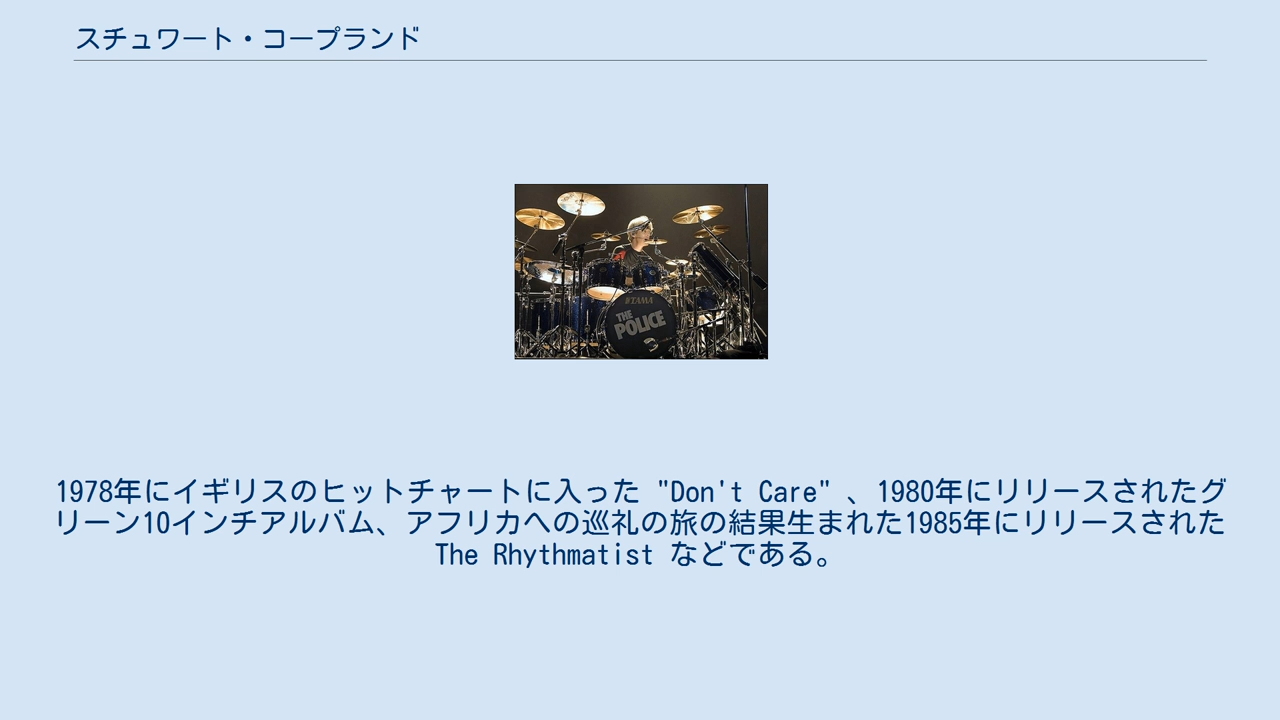 スチュワート・コープランド
TAMA
THE
POLICE
1978年にイギリスのヒットチャートに入った "Don't Care" 、1980年にリリースされたグ
リーン10インチアルバム、アフリカへの巡礼の旅の結果生まれた1985年にリリースされた
The Rhythmatist などである。